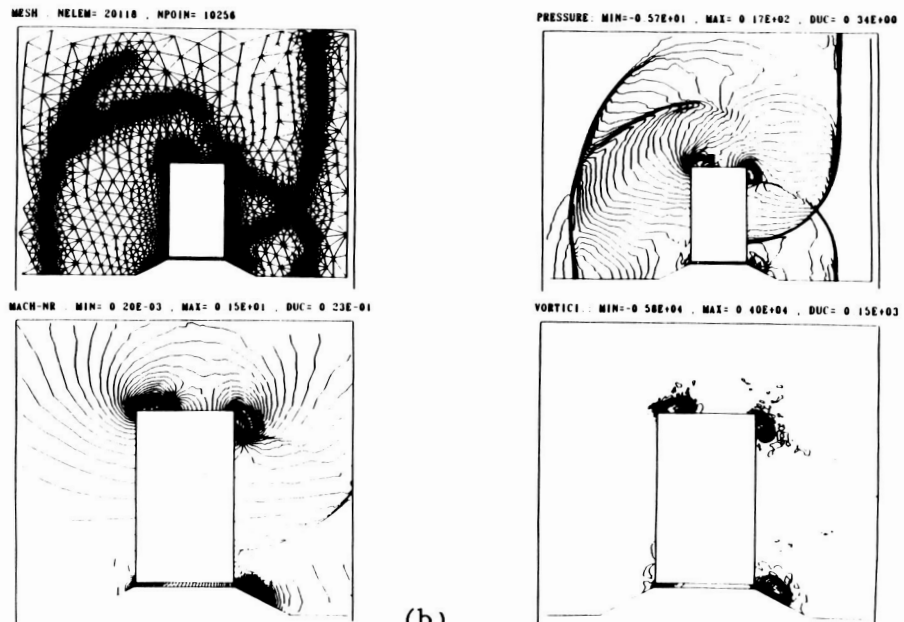 MESH : NELEM= 20118 , NPOIN= 10256
PRESSURE: MIN=-0 57E+01 , MAX= 0 17E+02 , DUC= 0 34E+00
MACH-NR : MIN= 0 20E-03 , MAX= 0 15E+01 , DUC= 0 23E-01
VORTICI.: MIN=-0 58E+04 , MAX= 0 40E+04 , DUC= 0 15E+03
(b)